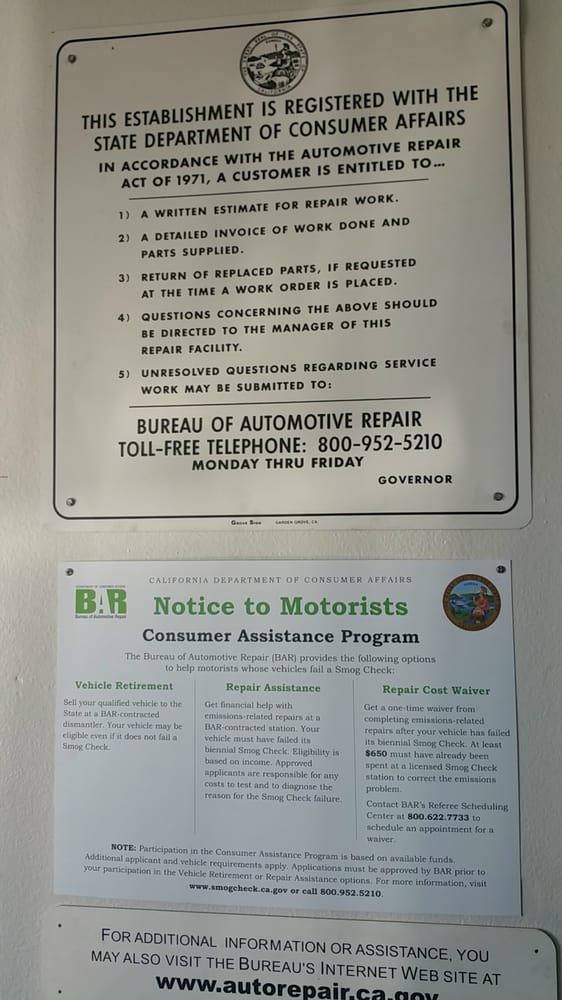 THIS ESTABLISHMENT IS REGISTERED WITH THE
STATE DEPARTMENT OF CONSUMER AFFAIRS
IN ACCORDANCE WITH THE AUTOMOTIVE REPAIR
ACT OF 1971, A CUSTOMER IS ENTITLED TO...
1) A WRITTEN ESTIMATE FOR REPAIR WORK.
2) A DETAILED INVOICE OF WORK DONE AND
PARTS SUPPLIED.
3) RETURN OF REPLACED PARTS, IF REQUESTED
AT THE TIME A WORK ORDER IS PLACED.
4) QUESTIONS CONCERNING THE ABOVE SHOULD
BE DIRECTED TO THE MANAGER OF THIS
REPAIR FACILITY.
5) UNRESOLVED QUESTIONS REGARDING SERVICE
WORK MAY BE SUBMITTED TO:
BUREAU OF AUTOMOTIVE REPAIR
TOLL-FREE TELEPHONE: 800-952-5210
MONDAY THRU FRIDAY
GOVERNOR
GROVE SIGN GARDEN GROVE, CA.
CALIFORNIA DEPARTMENT OF CONSUMER AFFAIRS
BAR
Bureau of Automotive Repair
Notice to Motorists
Consumer Assistance Program
The Bureau of Automotive Repair (BAR) provides the following options
to help motorists whose vehicles fail a Smog Check:
Vehicle Retirement
Sell your qualified vehicle to the
State at a BAR-contracted
dismantler. Your vehicle may be
eligible even if it does not fail a
Smog Check.
Repair Assistance
Get financial help with
emissions-related repairs at a
BAR-contracted station. Your
vehicle must have failed its
biennial Smog Check. Eligibility is
based on income. Approved
applicants are responsible for any
costs to test and to diagnose the
reason for the Smog Check failure.
Repair Cost Waiver
Get a one-time waiver from
completing emissions-related
repairs after your vehicle has failed
its biennial Smog Check. At least
$650 must have already been
spent at a licensed Smog Check
station to correct the emissions
problem.
Contact BAR's Referee Scheduling
Center at 800.622.7733 to
schedule an appointment for a
waiver.
NOTE: Participation in the Consumer Assistance Program is based on available funds.
Additional applicant and vehicle requirements apply. Applications must be approved by BAR prior to
your participation in the Vehicle Retirement or Repair Assistance options. For more information, visit
www.smogcheck.ca.gov or call 800.952.5210.
FOR ADDITIONAL INFORMATION OR ASSISTANCE, YOU
MAY ALSO VISIT THE BUREAU'S INTERNET WEB SITE AT
www.autorepair.ca.gov